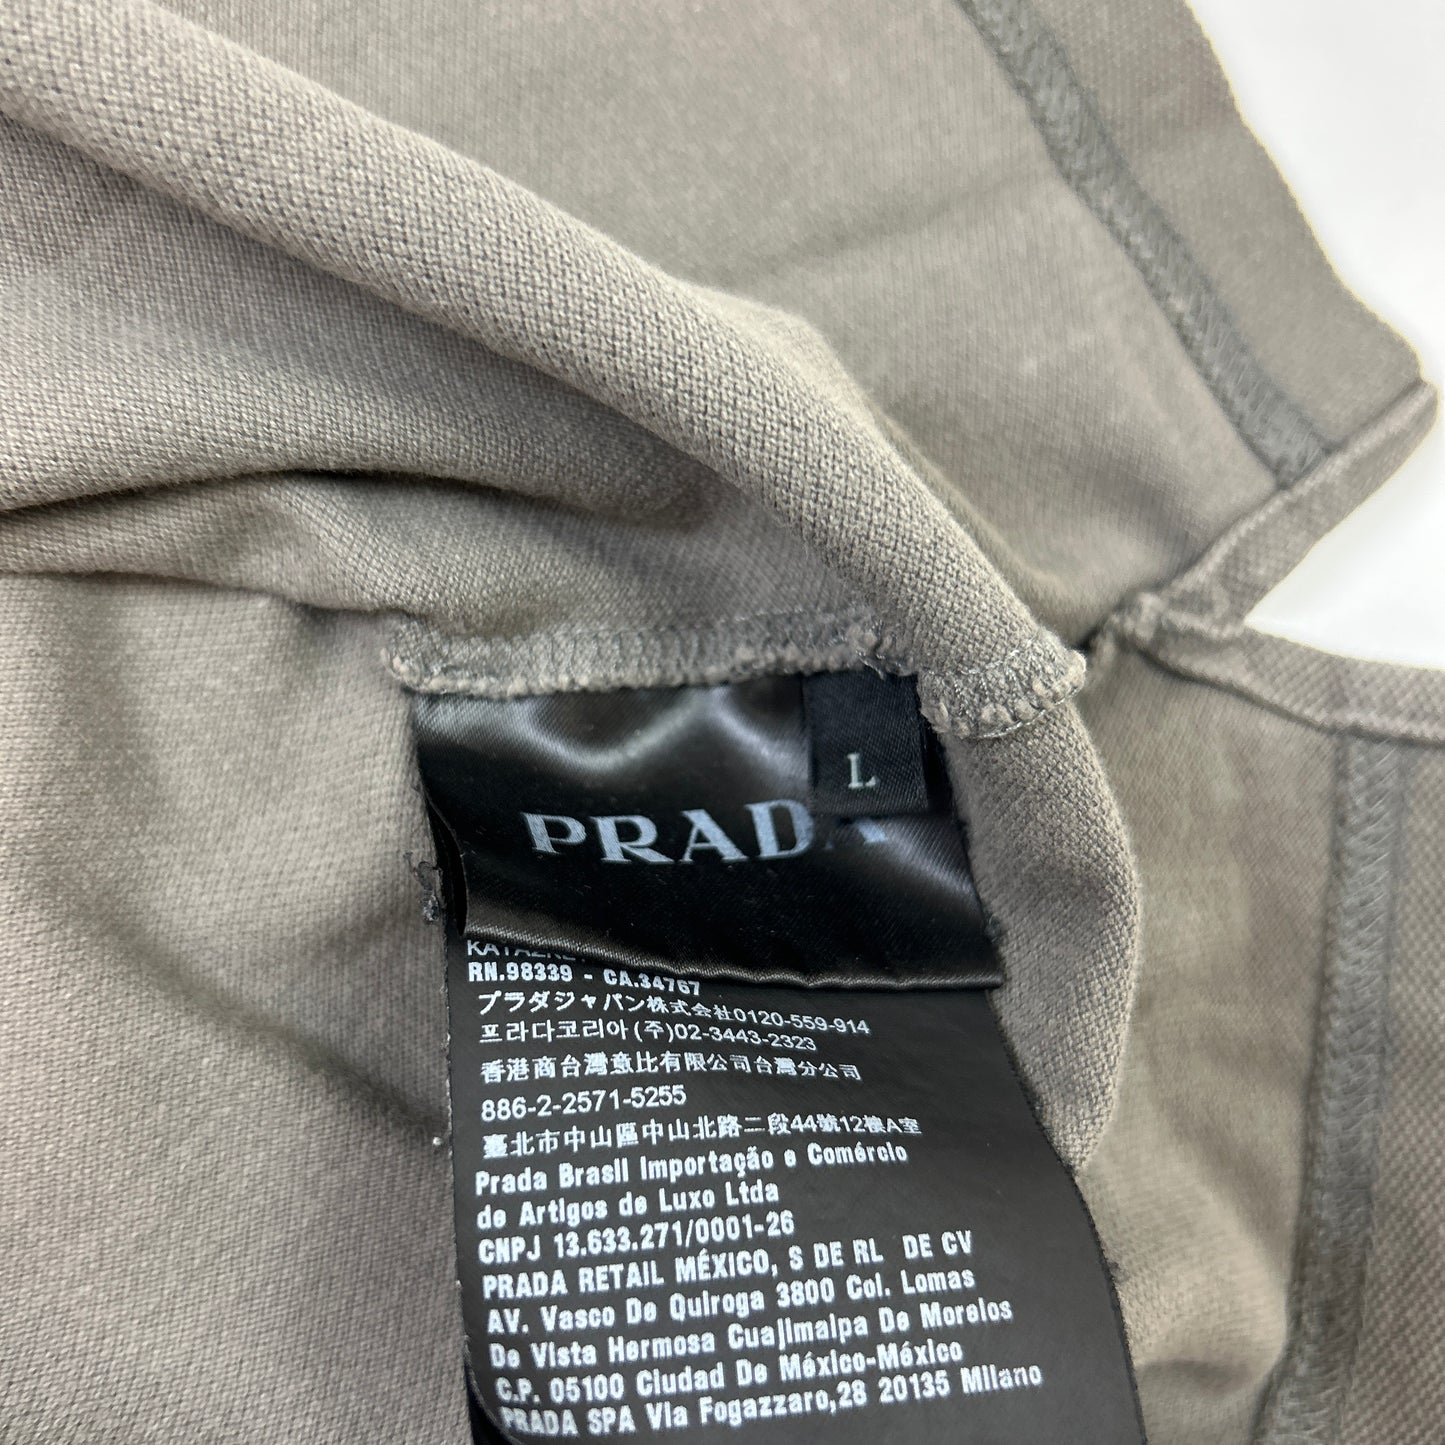 L
PRADA
RN.98339 - CA.34767
プラダジャパン株式会社0120-559-914
프라다코리아(주)02-3443-2323
香港商台灣意比有限公司台灣分公司
886-2-2571-5255
臺北市中山區中山北路二段44號12樓A室
Prada Brasil Importação e Comércio
de Artigos de Luxo Ltda
CNPJ 13.633.271/0001-26
PRADA RETAIL MÉXICO, S DE RL DE CV
AV. Vasco De Quiroga 3800 Col. Lomas
De Vista Hermosa Cuajimalpa De Morelos
C.P. 05100 Ciudad De México-México
PRADA SPA Via Fogazzaro,28 20135 Milano